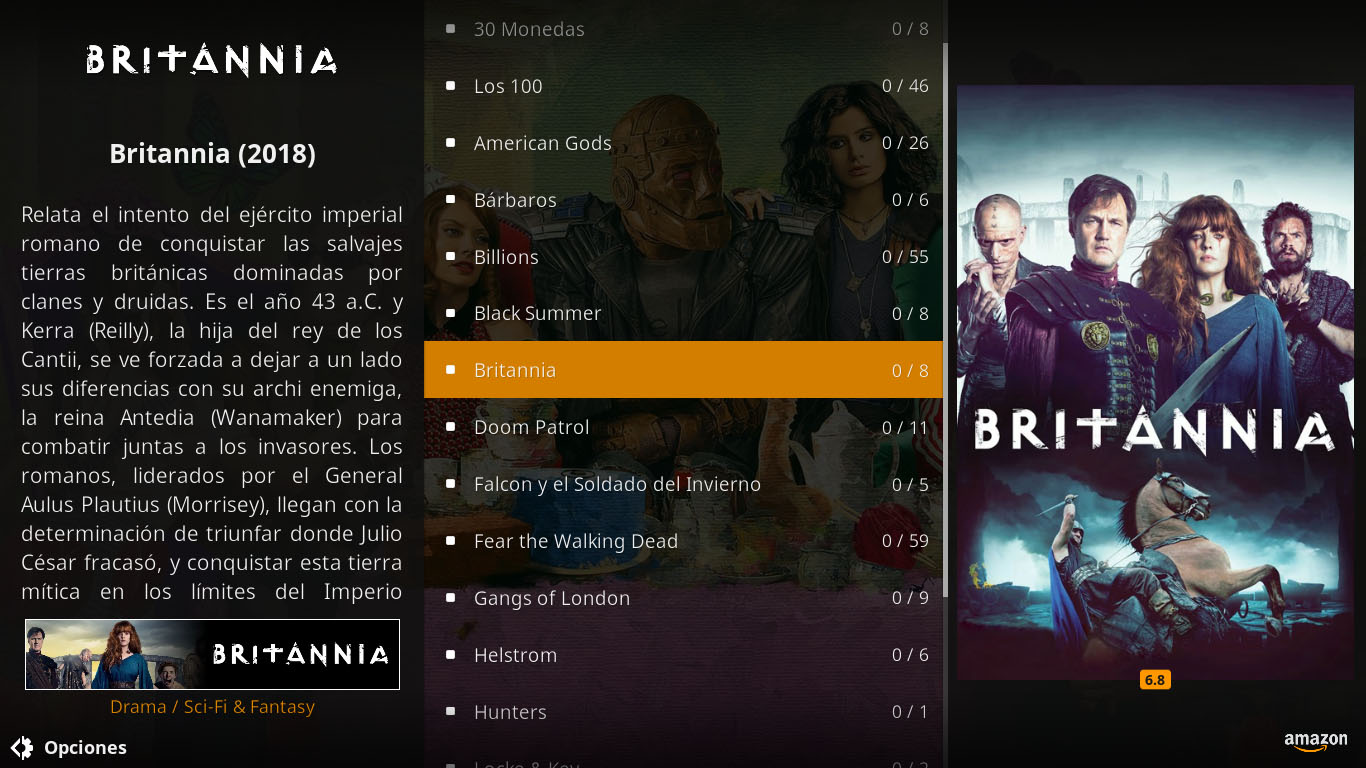 BRITANNIA
Britannia (2018)
Relata el intento del ejército imperial
romano de conquistar las salvajes
tierras británicas dominadas por
clanes y druidas. Es el año 43 a.C. y
Kerra (Reilly), la hija del rey de los
Cantii, se ve forzada a dejar a un lado
sus diferencias con su archi enemiga,
la reina Antedia (Wanamaker) para
combatir juntas a los invasores. Los
romanos, liderados por el General
Aulus Plautius (Morrisey), llegan con la
determinación de triunfar donde Julio
César fracasó, y conquistar esta tierra
mítica en los límites del Imperio
BRITANNIA
Drama / Sci-Fi & Fantasy
Opciones
30 Monedas 0 / 8
Los 100 0 / 46
American Gods 0 / 26
Bárbaros 0 / 6
Billions 0 / 55
Black Summer 0 / 8
Britannia 0 / 8
Doom Patrol 0 / 11
Falcon y el Soldado del Invierno 0 / 5
Fear the Walking Dead 0 / 59
Gangs of London 0 / 9
Helstrom 0 / 6
Hunters 0 / 1
Locke & Key 0 / 2
BRITANNIA
6.8
amazon